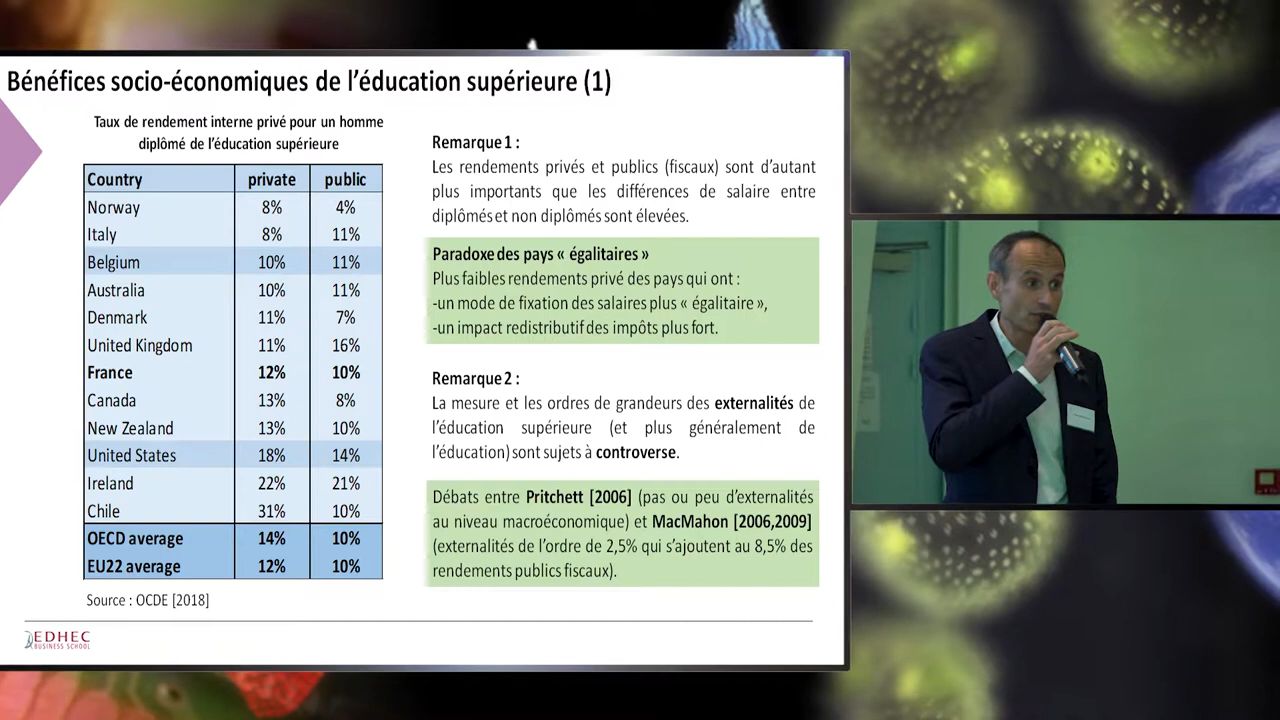 Bénéfices socio-économiques de l'éducation supérieure (1)
Taux de rendement interne privé pour un homme
diplômé de l'éducation supérieure
Country private public
Norway 8% 4%
Italy 8% 11%
Belgium 10% 11%
Australia 10% 11%
Denmark 11% 7%
United Kingdom 11% 16%
France 12% 10%
Canada 13% 8%
New Zealand 13% 10%
United States 18% 14%
Ireland 22% 21%
Chile 31% 10%
OECD average 14% 10%
EU22 average 12% 10%
Source : OCDE [2018]
Remarque 1 :
Les rendements privés et publics (fiscaux) sont d'autant
plus importants que les différences de salaire entre
diplômés et non diplômés sont élevées.
Paradoxe des pays « égalitaires »
Plus faibles rendements privé des pays qui ont :
-un mode de fixation des salaires plus « égalitaire »,
-un impact redistributif des impôts plus fort.
Remarque 2 :
La mesure et les ordres de grandeurs des externalités de
l'éducation supérieure (et plus généralement de
l'éducation) sont sujets à controverse.
Débats entre Pritchett [2006] (pas ou peu d'externalités
au niveau macroéconomique) et MacMahon [2006,2009]
(externalités de l'ordre de 2,5% qui s'ajoutent au 8,5% des
rendements publics fiscaux).
EDHEC
BUSINESS SCHOOL